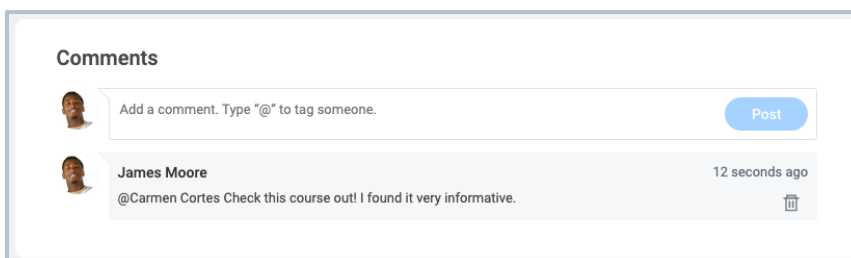 Comments
Add a comment. Type "@" to tag someone.
Post
James Moore
12 seconds ago
@Carmen Cortes Check this course out! I found it very informative.